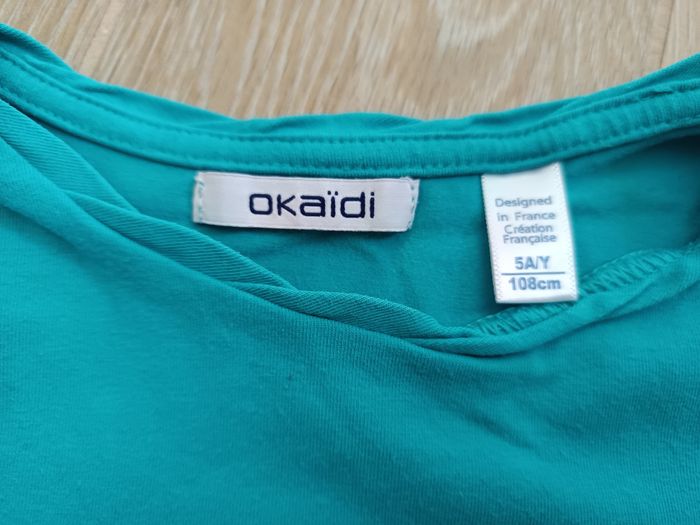 okaïdi
Designed
in France
Création
Française
5A/Y
108cm